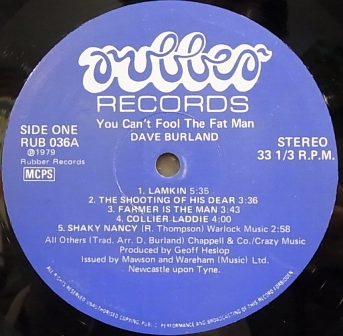 rubber
RECORDS
You Can't Fool The Fat Man
DAVE BURLAND
SIDE ONE
RUB 036A
℗1979
Rubber Records
MCPS
STEREO
33 1/3 R.P.M.
1. LAMKIN 5:35
2. THE SHOOTING OF HIS DEAR 3:36
3. FARMER IS THE MAN 3:43
4. COLLIER LADDIE 4:00
5. SHAKY NANCY (R. Thompson) Warlock Music 2:58
All Others (Trad. Arr. D. Burland) Chappell & Co./Crazy Music
Produced by Geoff Heslop
Issued by Mawson and Wareham (Music) Ltd.
Newcastle upon Tyne.
ALL RIGHTS RESERVED UNAUTHORISED COPYING, PUBLIC PERFORMANCE AND BROADCASTING OF THIS RECORD FORBIDDEN